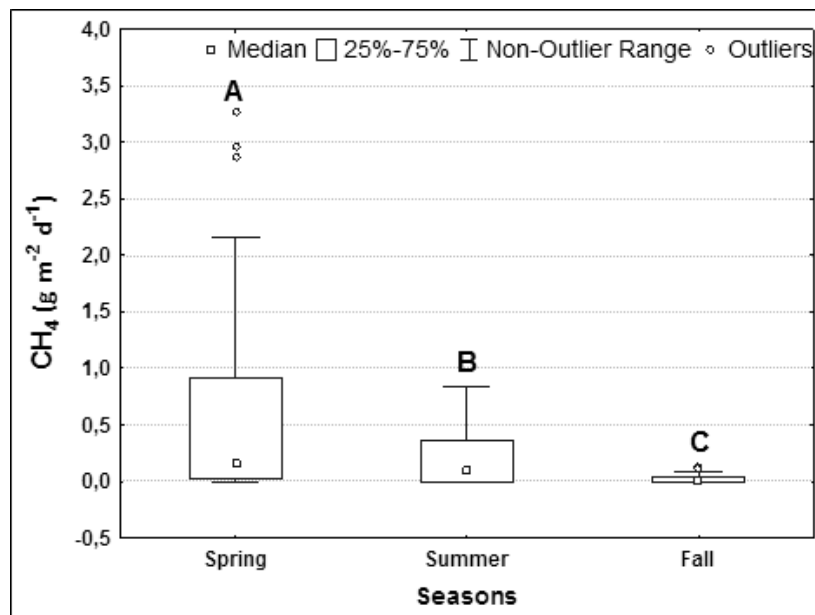 4,0
Median 25%-75% Non-Outlier Range Outliers
3,5
A
3,0
2,5
2,0
1,5
1,0
B
0,5
C
0,0
-0,5
CH₄ (g m⁻² d⁻¹)
Spring Summer Fall
Seasons